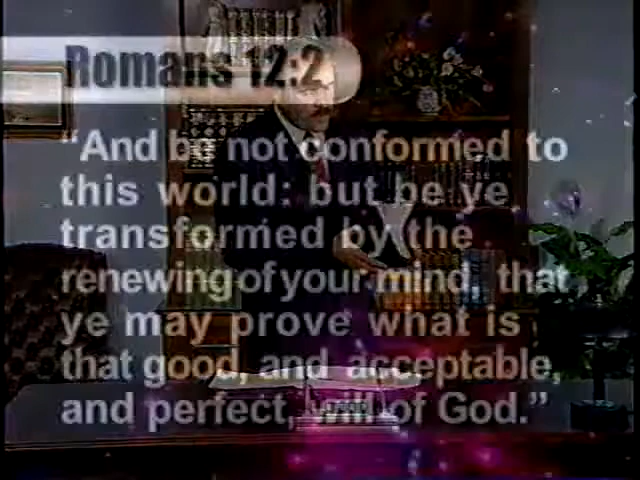 Romans 12:2
“And be not conformed to
this world: but be ye
transformed by the
renewing of your mind, that
ye may prove what is
that good, and acceptable,
and perfect, will of God.”